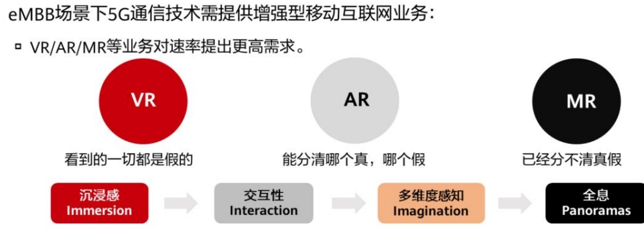 eMBB场景下5G通信技术需提供增强型移动互联网业务：
VR/AR/MR等业务对速率提出更高需求。
VR
AR
MR
看到的一切都是假的
能分清哪个真，哪个假
已经分不清真假
沉浸感
Immersion
交互性
Interaction
多维度感知
Imagination
全息
Panoramas